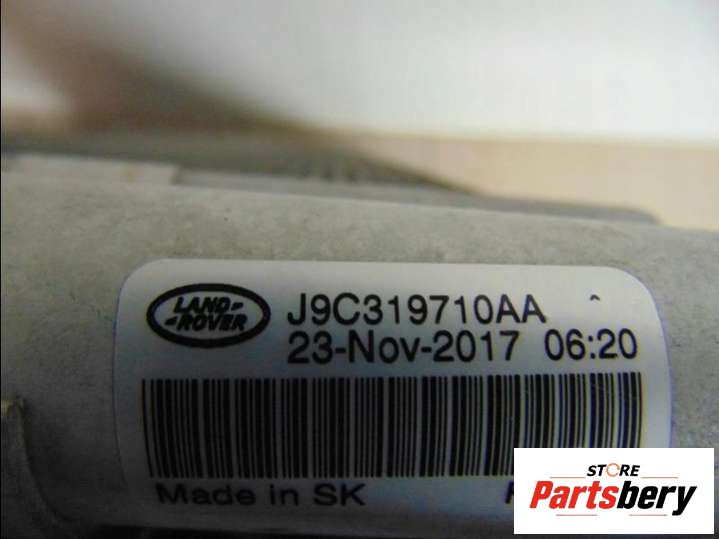 LAND-
-ROVER
J9C319710AA
23-Nov-2017 06:20
Made in SK
STORE
Partsbery